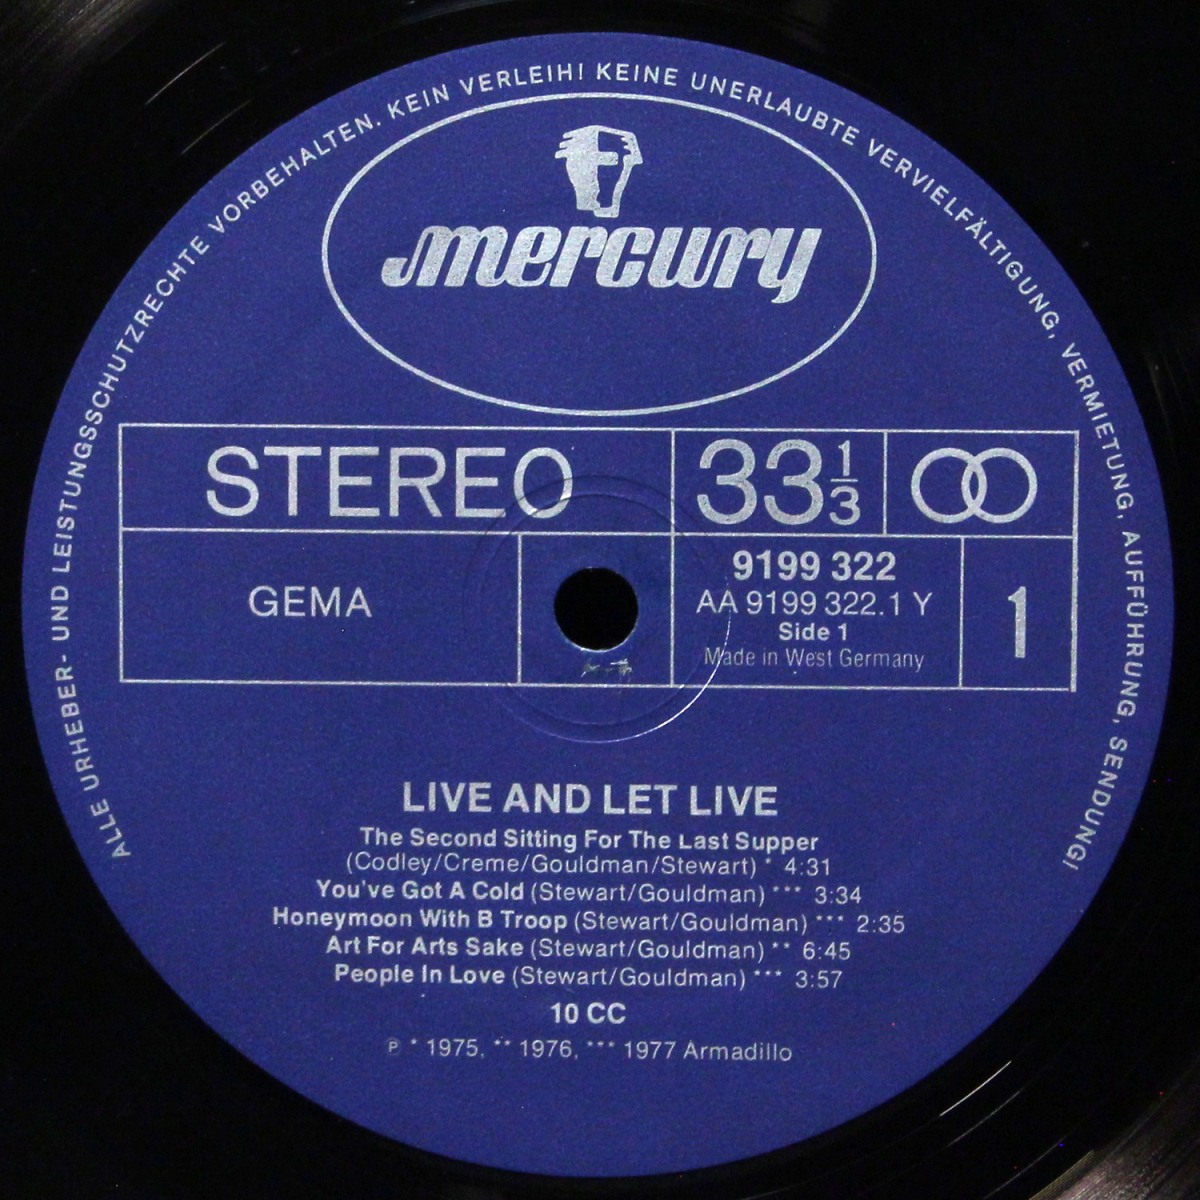 ALLE URHEBER- UND LEISTUNGSSCHUTZRECHTE VORBEHALTEN. KEIN VERLEIH! KEINE UNERLAUBTE VERVIELFÄLTIGUNG, VERMIETUNG, AUFFÜHRUNG, SENDUNG!
mercury
STEREO 33 1/3
GEMA
9199 322
AA 9199 322.1 Y
Side 1
Made in West Germany
1
LIVE AND LET LIVE
The Second Sitting For The Last Supper
(Codley/Creme/Gouldman/Stewart) * 4:31
You've Got A Cold (Stewart/Gouldman) *** 3:34
Honeymoon With B Troop (Stewart/Gouldman) *** 2:35
Art For Arts Sake (Stewart/Gouldman) ** 6:45
People In Love (Stewart/Gouldman) *** 3:57
10 CC
℗ * 1975, ** 1976, *** 1977 Armadillo